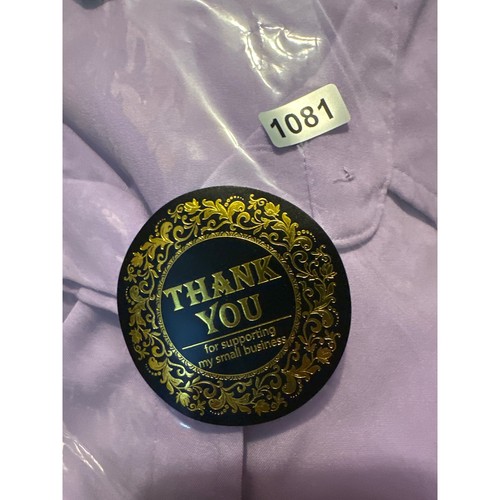 1081
THANK
YOU
for supporting
my small business